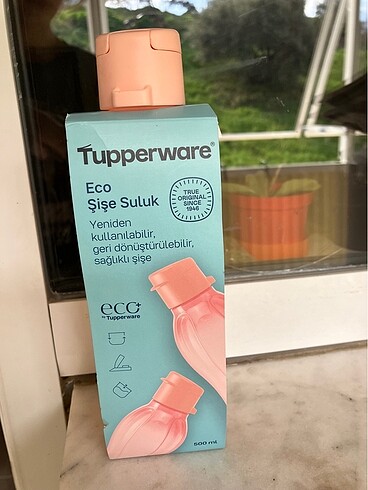 Tupperware®
Eco
Şişe Suluk
TRUE
ORIGINAL
SINCE
1946
Yeniden
kullanılabilir,
geri dönüştürülebilir,
sağlıklı şişe
eco+
by Tupperware
500 ml